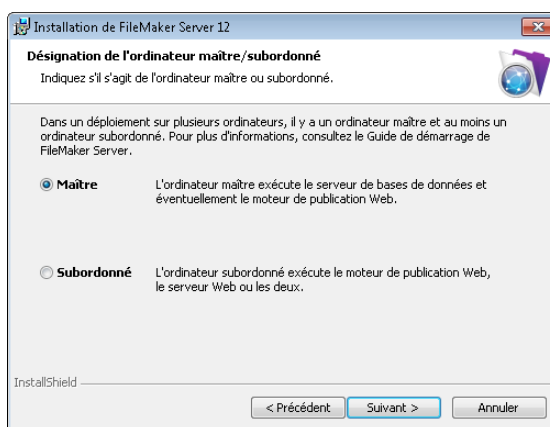 Installation de FileMaker Server 12
Désignation de l'ordinateur maître/subordonné
Indiquez s'il s'agit de l'ordinateur maître ou subordonné.
Dans un déploiement sur plusieurs ordinateurs, il y a un ordinateur maître et au moins un
ordinateur subordonné. Pour plus d'informations, consultez le Guide de démarrage de
FileMaker Server.
Maître
L'ordinateur maître exécute le serveur de bases de données et
éventuellement le moteur de publication Web.
Subordonné
L'ordinateur subordonné exécute le moteur de publication Web,
le serveur Web ou les deux.
InstallShield
< Précédent
Suivant >
Annuler